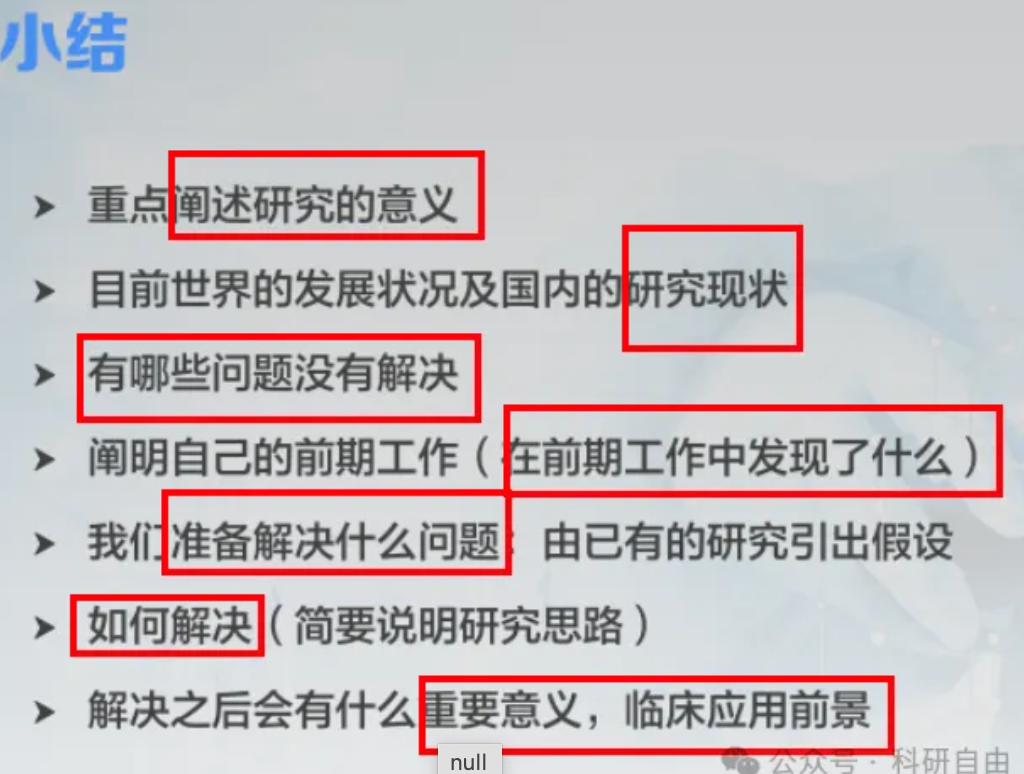 小结
重点阐述研究的意义
目前世界的发展状况及国内的研究现状
有哪些问题没有解决
阐明自己的前期工作（在前期工作中发现了什么）
我们准备解决什么问题：由已有的研究引出假设
如何解决（简要说明研究思路）
解决之后会有什么重要意义，临床应用前景
null
公众号 · 科研自由